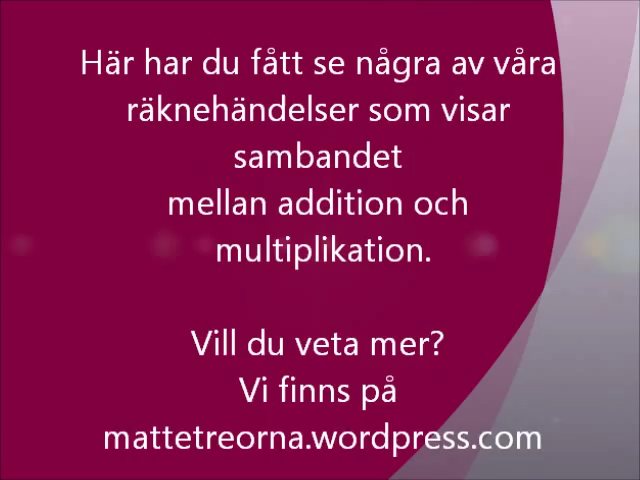 Här har du fått se några av våra
räknehändelser som visar
sambandet
mellan addition och
multiplikation.
Vill du veta mer?
Vi finns på
mattetreorna.wordpress.com